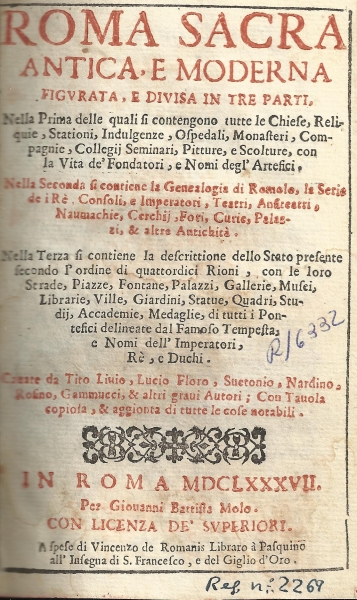 ROMA SACRA
ANTICA, E MODERNA
FIGVRATA, E DIVISA IN TRE PARTI,
Nella Prima delle quali si contengono tutte le Chiese, Reli-
quie, Stationi, Indulgenze, Ospedali, Monasteri, Com-
pagnie, Collegij Seminari, Pitture, e Scolture, con
la Vita de' Fondatori, e Nomi degl' Artefici,
Nella Seconda si contiene la Genealogia di Romolo, la Serie
de i Rè, Consoli, e Imperatori, Teatri, Anfiteatri,
Naumachie, Cerchij, Fori, Curie, Palaz-
zi, & altre Antichità.
Nella Terza si contiene la descrittione dello Stato presente
secondo l'ordine di quattordici Rioni, con le loro
Strade, Piazze, Fontane, Palazzi, Gallerie, Musei,
Librarie, Ville, Giardini, Statue, Quadri, Stu-
dij, Accademie, Medaglie, di tutti i Pon-
tefici delineate dal Famoso Tempesta,
e Nomi dell' Imperatori,
Rè, e Duchi.
R/6332
Cauate da Tito Liuio, Lucio Floro, Suetonio, Nardino,
Rosino, Gammucci, & altri graui Autori; Con Tauola
copiosa, & aggionta di tutte le cose notabili.
IN ROMA MDCLXXXVII.
Per Giovanni Battista Molo.
CON LICENZA DE' SVPERIORI.
A spese di Vincenzo de Romanis Libraro à Pasquino
all' Insegna di S. Francesco, e del Giglio d'Oro.
Reg. nº: 2269